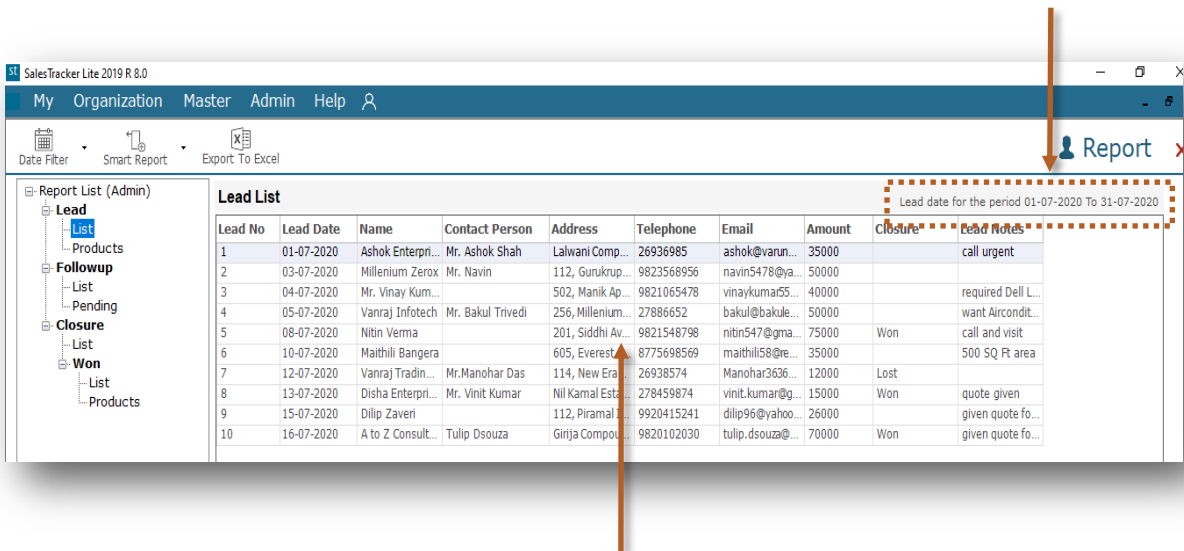 st SalesTracker Lite 2019 R 8.0
My Organization Master Admin Help
Date Filter Smart Report Export To Excel Report
Report List (Admin)
Lead
List
Products
Followup
List
Pending
Closure
List
Won
List
Products
Lead List Lead date for the period 01-07-2020 To 31-07-2020
Lead No Lead Date Name Contact Person Address Telephone Email Amount Closure Lead Notes
1 01-07-2020 Ashok Enterpri... Mr. Ashok Shah Lalwani Comp... 26936985 ashok@varun... 35000 call urgent
2 03-07-2020 Millenium Zerox Mr. Navin 112, Gurukrup... 9823568956 navin5478@ya... 50000
3 04-07-2020 Mr. Vinay Kum... 502, Manik Ap... 9821065478 vinaykumar55... 40000 required Dell L...
4 05-07-2020 Vanraj Infotech Mr. Bakul Trivedi 256, Millenium... 27886652 bakul@bakule... 50000 want Aircondit...
5 08-07-2020 Nitin Verma 201, Siddhi Av... 9821548798 nitin547@gma... 75000 Won call and visit
6 10-07-2020 Maithili Bangera 605, Everest 8775698569 maithili58@re... 35000 500 SQ Ft area
7 12-07-2020 Vanraj Tradin... Mr.Manohar Das 124, New Era 26938574 Manohar3636... 12000 Lost
8 13-07-2020 Disha Enterpri... Mr. Vinit Kumar Nil Kamal Esta... 278459874 vinit.kumar@g... 15000 Won quote given
9 15-07-2020 Dilip Zaveri 112, Piramal 9920415241 dilip96@yahoo... 26000 given quote fo...
10 16-07-2020 A to Z Consult... Tulip Dsouza Girija Compou... 9820102030 tulip.dsouza@... 70000 Won given quote fo...